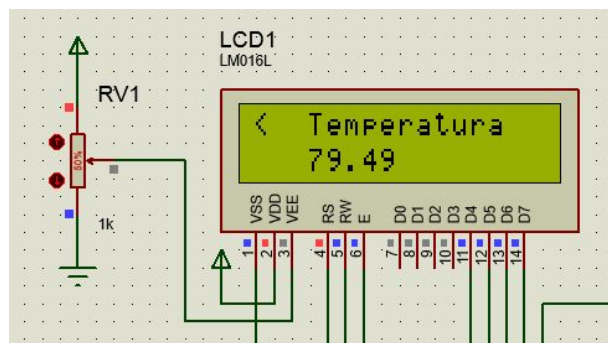 LCD1
LM016L
RV1
< Temperatura
79.49
50%
1k
VSS VDD VEE RS RW E D0 D1 D2 D3 D4 D5 D6 D7
1 2 3 4 5 6 7 8 9 10 11 12 13 14